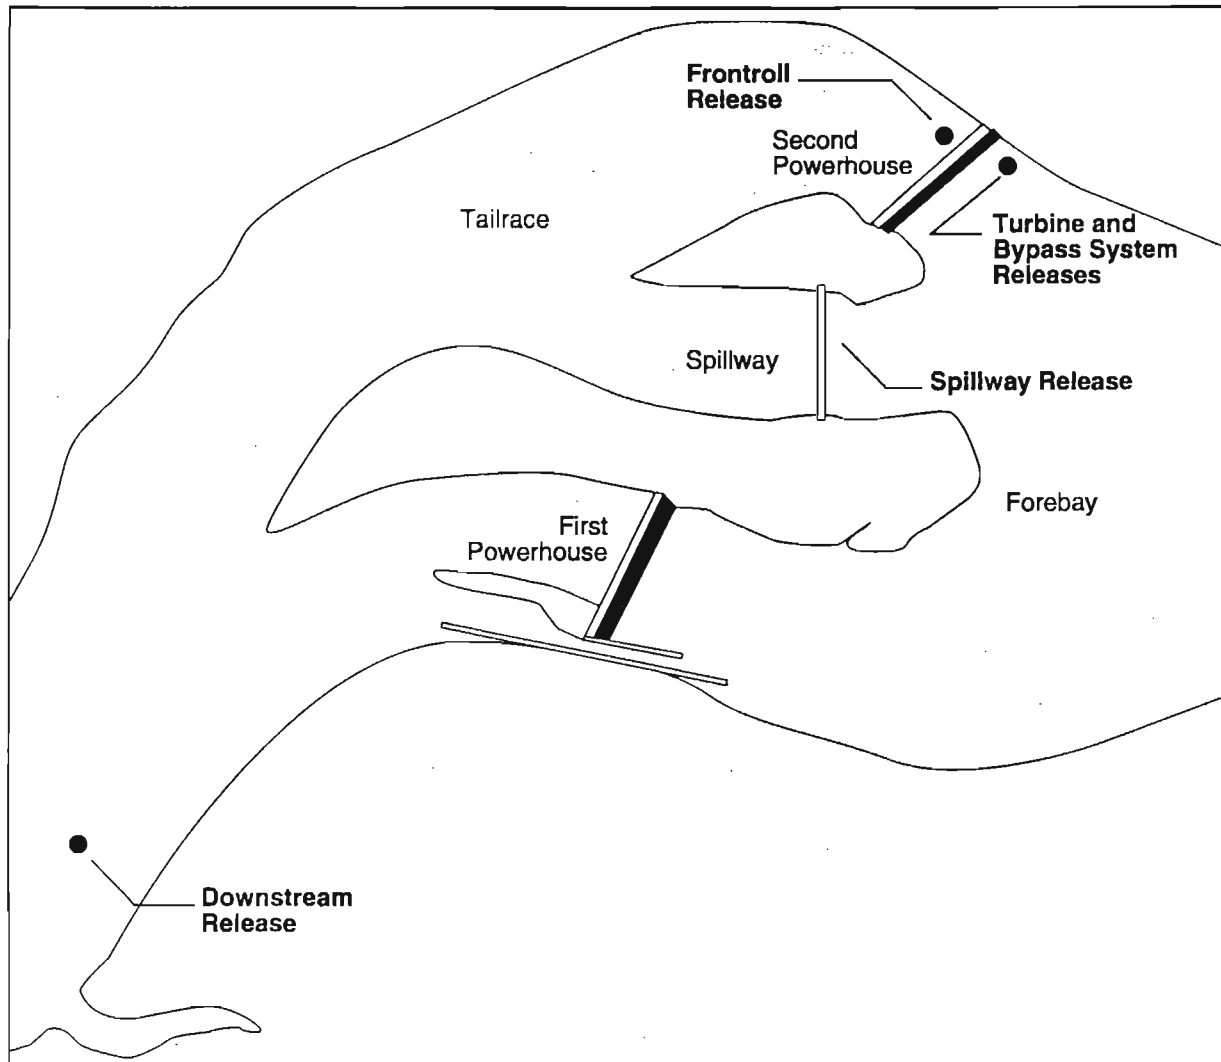 Frontroll
Release
Second
Powerhouse
Tailrace
Turbine and
Bypass System
Releases
Spillway
Spillway Release
Forebay
First
Powerhouse
Downstream
Release